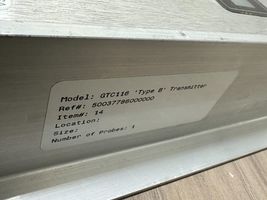 Model: GTC116 'Type B' Transmitter
Ref#: 50037786000000
Item#: 14
Location:
Size:
Number of Probes: 1